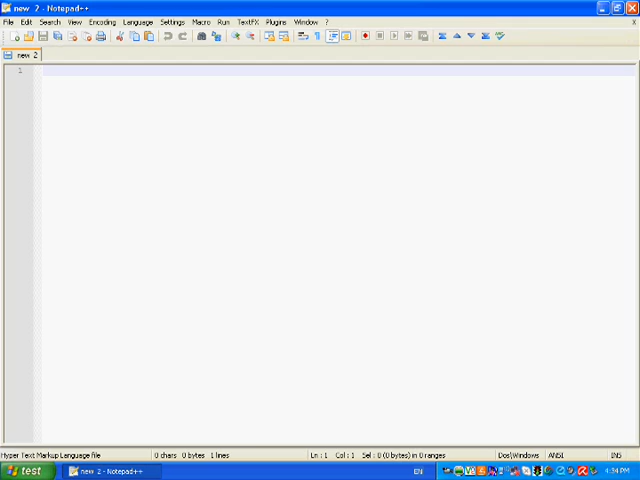 new  2 - Notepad++
File Edit Search View Encoding Language Settings Macro Run TextFX Plugins Window ? X
new 2
1
Hyper Text Markup Language file 0 chars 0 bytes 1 lines Ln : 1 Col : 1 Sel : 0 (0 bytes) in 0 ranges Dos\Windows ANSI INS
test new 2 - Notepad++ EN 4:34 PM